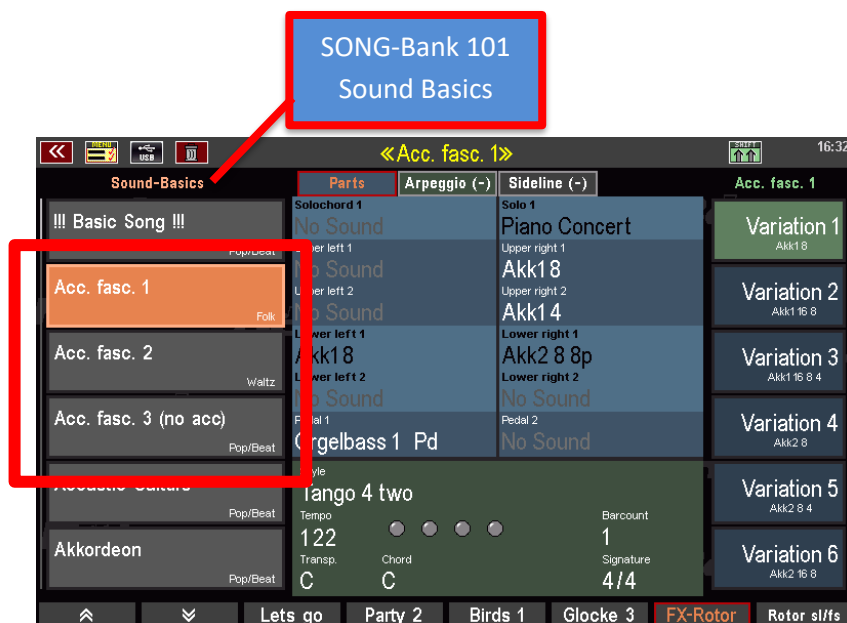 SONG-Bank 101
Sound Basics
MENU
USB
«Acc. fasc. 1»
SHIFT
16:32
Sound-Basics
Parts
Arpeggio (-)
Sideline (-)
Acc. fasc. 1
!!! Basic Song !!!
Pop/Beat
Acc. fasc. 1
Folk
Acc. fasc. 2
Waltz
Acc. fasc. 3 (no acc)
Pop/Beat
Pop/Beat
Akkordeon
Pop/Beat
Solochord 1
No Sound
Solo 1
Piano Concert
Upper left 1
No Sound
Upper right 1
Akk1 8
Upper left 2
No Sound
Upper right 2
Akk1 4
Lower left 1
Akk1 8
Lower right 1
Akk2 8 8p
Lower left 2
No Sound
Lower right 2
No Sound
Pedal 1
Orgelbass 1 Pd
Pedal 2
No Sound
Style
Tango 4 two
Tempo
122
Barcount
1
Transp.
C
Chord
C
Signature
4/4
Variation 1
Akk1 8
Variation 2
Akk1 16 8
Variation 3
Akk1 16 8 4
Variation 4
Akk2 8
Variation 5
Akk2 8 4
Variation 6
Akk2 16 8
Lets go
Party 2
Birds 1
Glocke 3
FX-Rotor
Rotor sl/fs